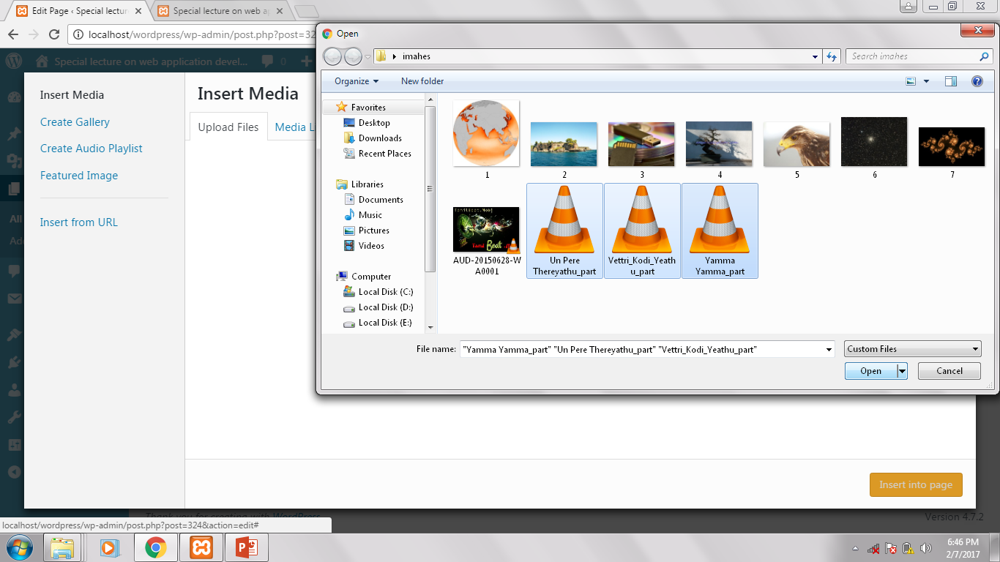 Edit Page ‹ Special lectur
Special lecture on web ap
localhost/wordpress/wp-admin/post.php?post=32
Special lecture on web application devel...
0
Insert Media
Create Gallery
Create Audio Playlist
Featured Image
Insert from URL
Insert Media
Upload Files
Media Li
All
Open
imahes
Search imahes
Organize
New folder
Favorites
Desktop
Downloads
Recent Places
Libraries
Documents
Music
Pictures
Videos
Computer
Local Disk (C:)
Local Disk (D:)
Local Disk (E:)
1
2
3
4
5
6
7
AUD-20150628-W
A0001
Un Pere
Thereyathu_part
Vettri_Kodi_Yeath
u_part
Yamma
Yamma_part
File name:
"Yamma Yamma_part" "Un Pere Thereyathu_part" "Vettri_Kodi_Yeathu_part"
Custom Files
Open
Cancel
Insert into page
Thank you for creating with WordPress
Version 4.7.2
localhost/wordpress/wp-admin/post.php?post=324&action=edit#
6:46 PM
2/7/2017